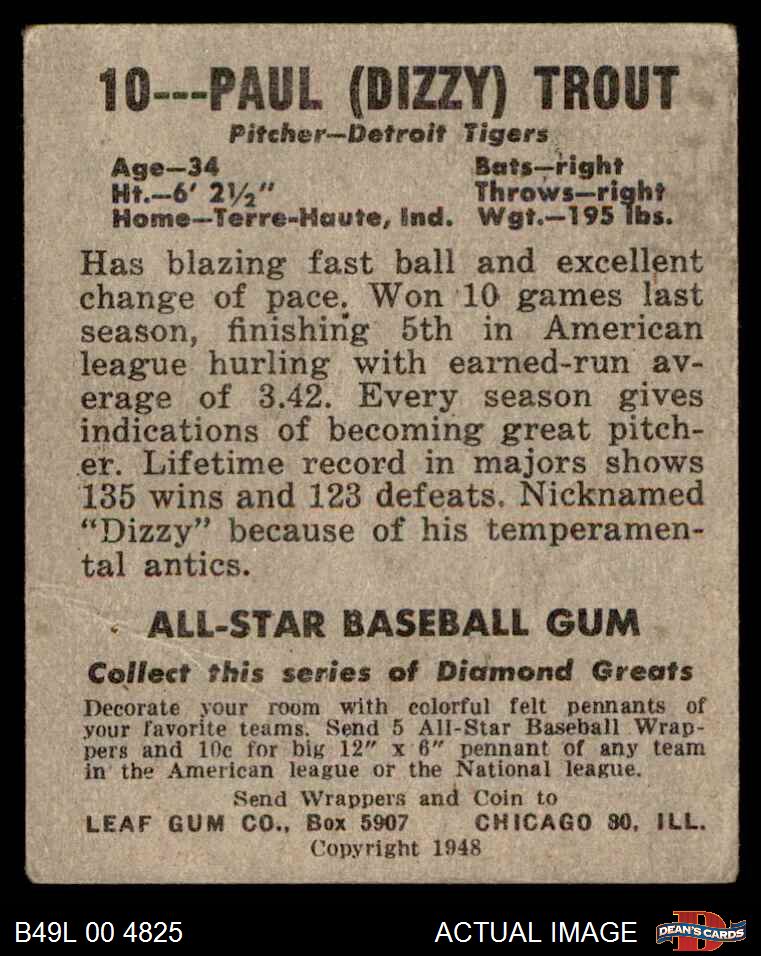 10---PAUL (DIZZY) TROUT
Pitcher—Detroit Tigers
Age—34 Bats—right
Ht.—6' 2½" Throws—right
Home—Terre-Haute, Ind. Wgt.—195 lbs.
Has blazing fast ball and excellent
change of pace. Won 10 games last
season, finishing 5th in American
league hurling with earned-run av-
erage of 3.42. Every season gives
indications of becoming great pitch-
er. Lifetime record in majors shows
135 wins and 123 defeats. Nicknamed
"Dizzy" because of his temperamen-
tal antics.
ALL-STAR BASEBALL GUM
Collect this series of Diamond Greats
Decorate your room with colorful felt pennants of
your favorite teams. Send 5 All-Star Baseball Wrap-
pers and 10c for big 12" x 6" pennant of any team
in the American league or the National league.
Send Wrappers and Coin to
LEAF GUM CO., Box 5907 CHICAGO 80, ILL.
Copyright 1948
B49L 00 4825 ACTUAL IMAGE D DEAN'S CARDS